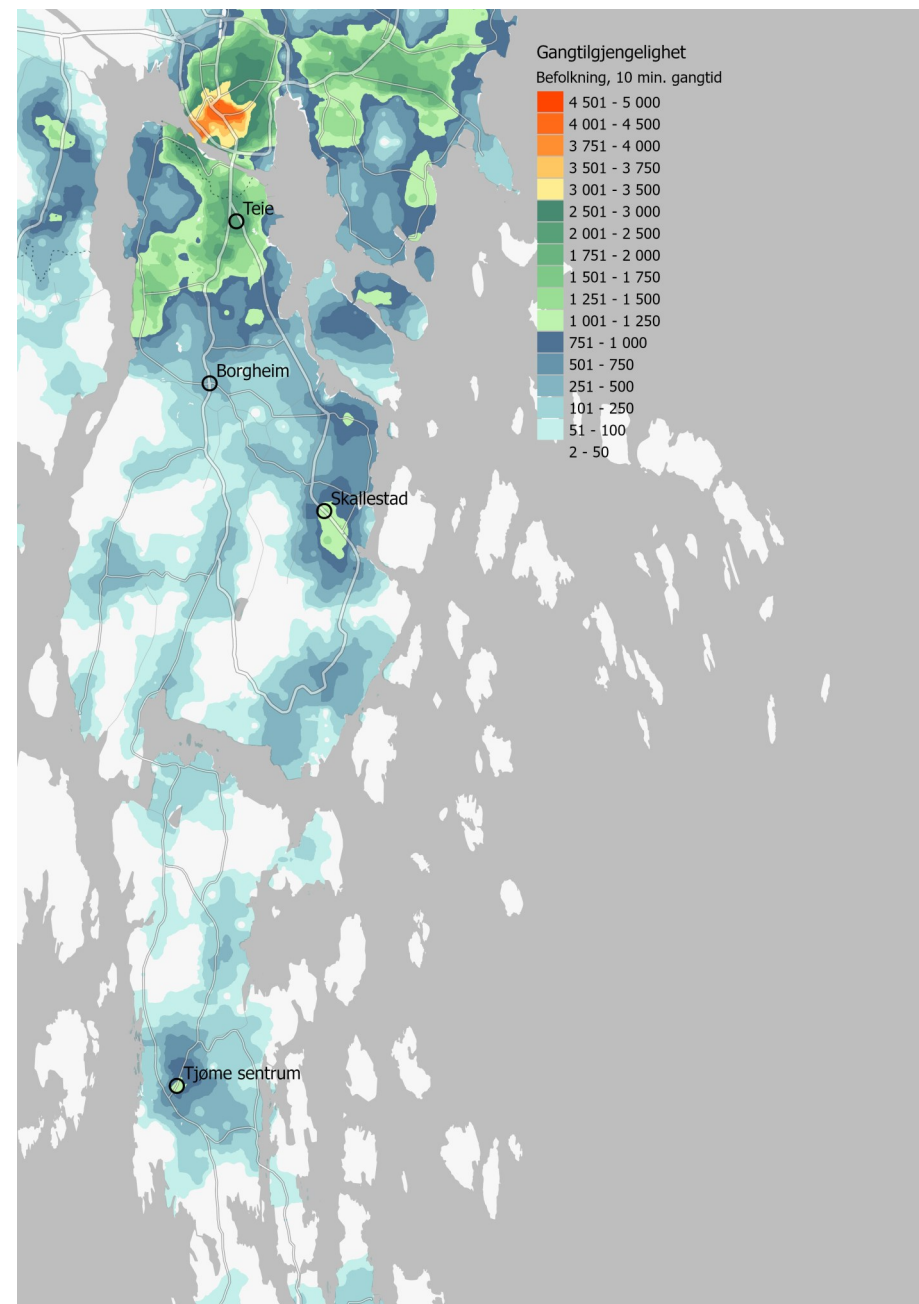 Gangtilgjengelighet
Befolkning, 10 min. gangtid
4 501 - 5 000
4 001 - 4 500
3 751 - 4 000
3 501 - 3 750
3 001 - 3 500
2 501 - 3 000
2 001 - 2 500
1 751 - 2 000
1 501 - 1 750
1 251 - 1 500
1 001 - 1 250
751 - 1 000
501 - 750
251 - 500
101 - 250
51 - 100
2 - 50
Teie
Borgheim
Skallestad
Tjøme sentrum